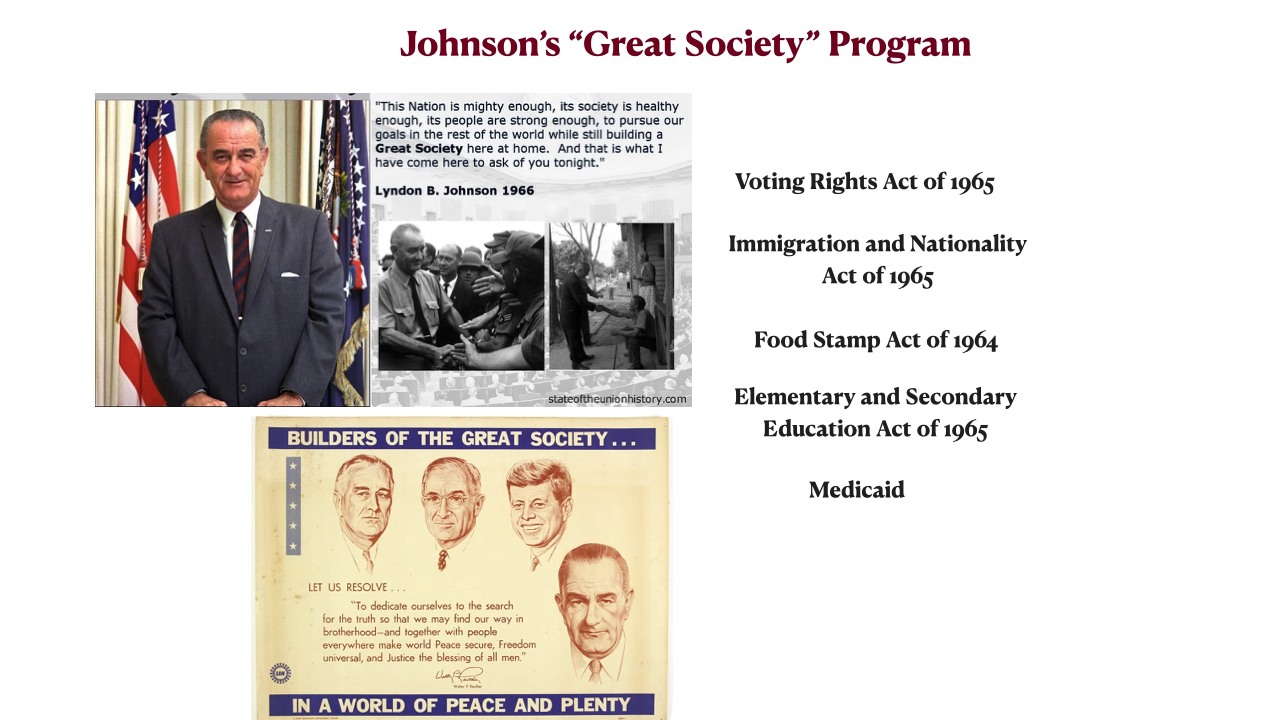 Johnson’s “Great Society” Program
"This Nation is mighty enough, its society is healthy
enough, its people are strong enough, to pursue our
goals in the rest of the world while still building a
Great Society here at home. And that is what I
have come here to ask of you tonight."
Lyndon B. Johnson 1966
stateoftheunionhistory.com
Voting Rights Act of 1965
Immigration and Nationality
Act of 1965
Food Stamp Act of 1964
Elementary and Secondary
Education Act of 1965
Medicaid
BUILDERS OF THE GREAT SOCIETY...
LET US RESOLVE...
"To dedicate ourselves to the search
for the truth so that we may find our way in
brotherhood—and together with people
everywhere make world Peace secure, Freedom
universal, and Justice the blessing of all men."
Walter P. Reuther
IN A WORLD OF PEACE AND PLENTY